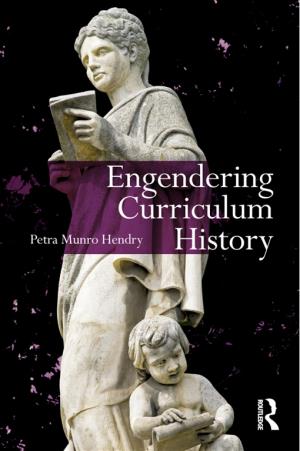 Engendering
Curriculum
Petra Munro Hendry History
ROUTLEDGE